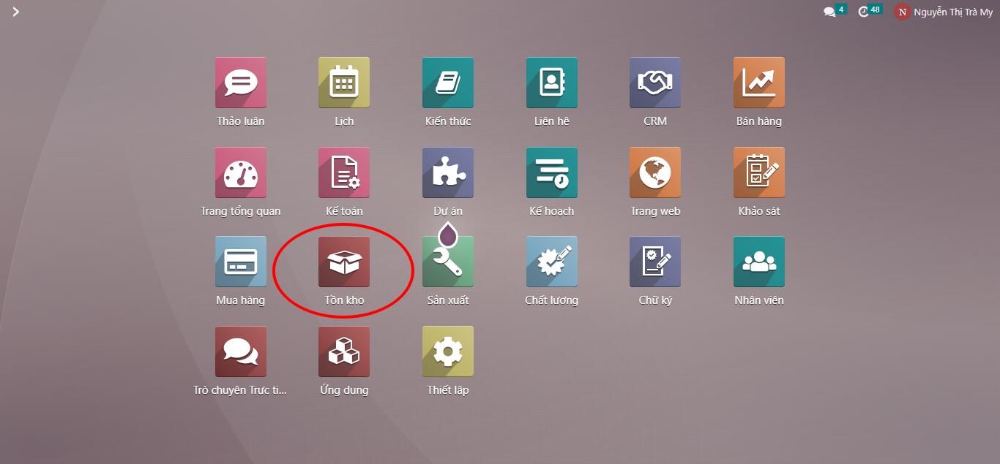 4
48
N
Nguyễn Thị Trà My
Thảo luận
Lịch
Kiến thức
Liên hệ
CRM
Bán hàng
Trang tổng quan
Kế toán
Dự án
Kế hoạch
Trang web
Khảo sát
Mua hàng
Tồn kho
Sản xuất
Chất lượng
Chữ ký
Nhân viên
Trò chuyện Trực ti...
Ứng dụng
Thiết lập